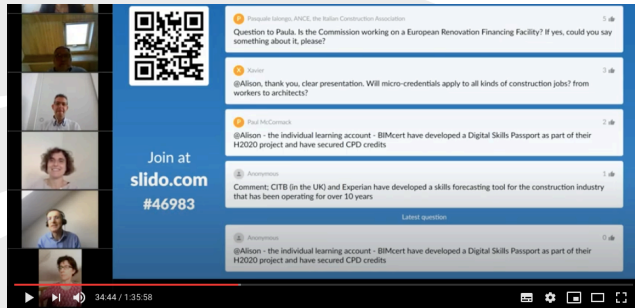 Pasquale Iatongo, ANCE, the Italian Construction Association
5
Question to Paula. Is the Commission working on a European Renovation Financing Facility? If yes, could you say
something about it, please?
X
Xavier
3
@Alison, thank you, clear presentation. Will micro-credentials apply to all kinds of construction jobs? from
workers to architects?
P
Paul McCormack
2
@Alison - the individual learning account - BIMcert have developed a Digital Skills Passport as part of their
H2020 project and have secured CPD credits
Anonymous
1
Comment; CITB (in the UK) and Experian have developed a skills forecasting tool for the construction industry
that has been operating for over 10 years
Latest question
Anonymous
0
@Alison - the individual learning account - BIMcert have developed a Digital Skills Passport as part of their
H2020 project and have secured CPD credits
Join at
slido.com
#46983
34:44 / 1:35:58